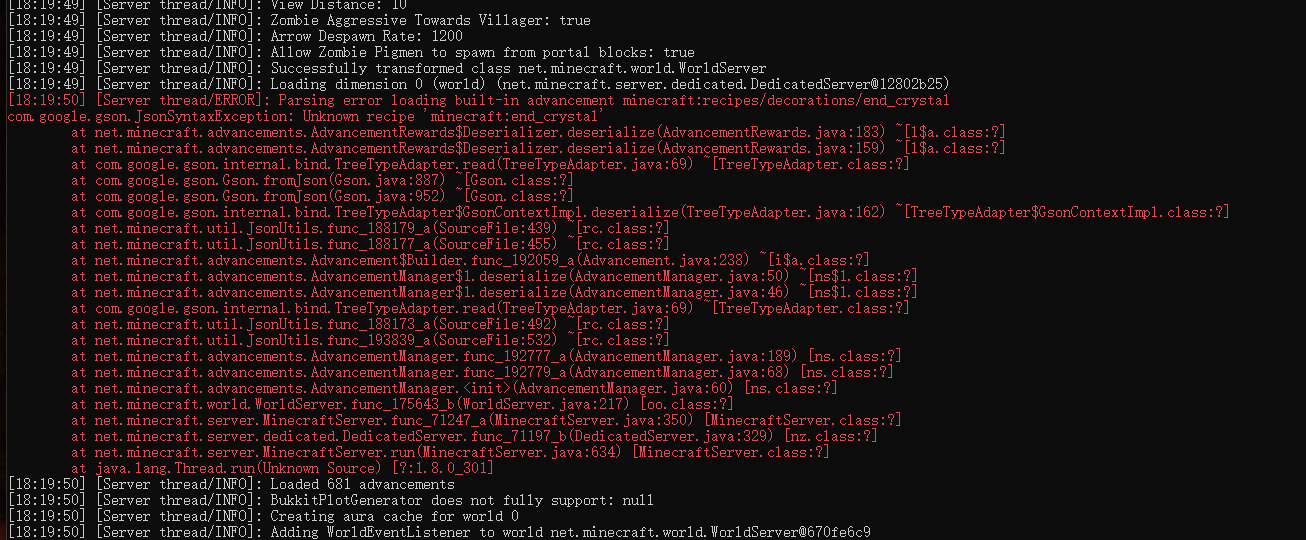 [18:19:49] [Server thread/INFO]: View Distance: 10
[18:19:49] [Server thread/INFO]: Zombie Aggressive Towards Villager: true
[18:19:49] [Server thread/INFO]: Arrow Despawn Rate: 1200
[18:19:49] [Server thread/INFO]: Allow Zombie Pigmen to spawn from portal blocks: true
[18:19:49] [Server thread/INFO]: Successfully transformed class net.minecraft.world.WorldServer
[18:19:49] [Server thread/INFO]: Loading dimension 0 (world) (net.minecraft.server.dedicated.DedicatedServer@12802b25)
[18:19:50] [Server thread/ERROR]: Parsing error loading built-in advancement minecraft:recipes/decorations/end_crystal
com.google.gson.JsonSyntaxException: Unknown recipe 'minecraft:end_crystal'
at net.minecraft.advancements.AdvancementRewards$Deserializer.deserialize(AdvancementRewards.java:183) ~[l$a.class:?]
at net.minecraft.advancements.AdvancementRewards$Deserializer.deserialize(AdvancementRewards.java:159) ~[l$a.class:?]
at com.google.gson.internal.bind.TreeTypeAdapter.read(TreeTypeAdapter.java:69) ~[TreeTypeAdapter.class:?]
at com.google.gson.Gson.fromJson(Gson.java:887) ~[Gson.class:?]
at com.google.gson.Gson.fromJson(Gson.java:952) ~[Gson.class:?]
at com.google.gson.internal.bind.TreeTypeAdapter$GsonContextImpl.deserialize(TreeTypeAdapter.java:162) ~[TreeTypeAdapter$GsonContextImpl.class:?]
at net.minecraft.util.JsonUtils.func_188179_a(SourceFile:439) ~[rc.class:?]
at net.minecraft.util.JsonUtils.func_188177_a(SourceFile:455) ~[rc.class:?]
at net.minecraft.advancements.Advancement$Builder.func_192059_a(Advancement.java:238) ~[i$a.class:?]
at net.minecraft.advancements.AdvancementManager$1.deserialize(AdvancementManager.java:50) ~[ns$1.class:?]
at net.minecraft.advancements.AdvancementManager$1.deserialize(AdvancementManager.java:46) ~[ns$1.class:?]
at com.google.gson.internal.bind.TreeTypeAdapter.read(TreeTypeAdapter.java:69) ~[TreeTypeAdapter.class:?]
at net.minecraft.util.JsonUtils.func_188173_a(SourceFile:492) ~[rc.class:?]
at net.minecraft.util.JsonUtils.func_193839_a(SourceFile:532) ~[rc.class:?]
at net.minecraft.advancements.AdvancementManager.func_192777_a(AdvancementManager.java:189) [ns.class:?]
at net.minecraft.advancements.AdvancementManager.func_192779_a(AdvancementManager.java:68) [ns.class:?]
at net.minecraft.advancements.AdvancementManager.<init>(AdvancementManager.java:60) [ns.class:?]
at net.minecraft.world.WorldServer.func_175643_b(WorldServer.java:217) [oo.class:?]
at net.minecraft.server.MinecraftServer.func_71247_a(MinecraftServer.java:350) [MinecraftServer.class:?]
at net.minecraft.server.dedicated.DedicatedServer.func_71197_b(DedicatedServer.java:329) [nz.class:?]
at net.minecraft.server.MinecraftServer.run(MinecraftServer.java:634) [MinecraftServer.class:?]
at java.lang.Thread.run(Unknown Source) [?:1.8.0_301]
[18:19:50] [Server thread/INFO]: Loaded 681 advancements
[18:19:50] [Server thread/INFO]: BukkitPlotGenerator does not fully support: null
[18:19:50] [Server thread/INFO]: Creating aura cache for world 0
[18:19:50] [Server thread/INFO]: Adding WorldEventListener to world net.minecraft.world.WorldServer@670fe6c9